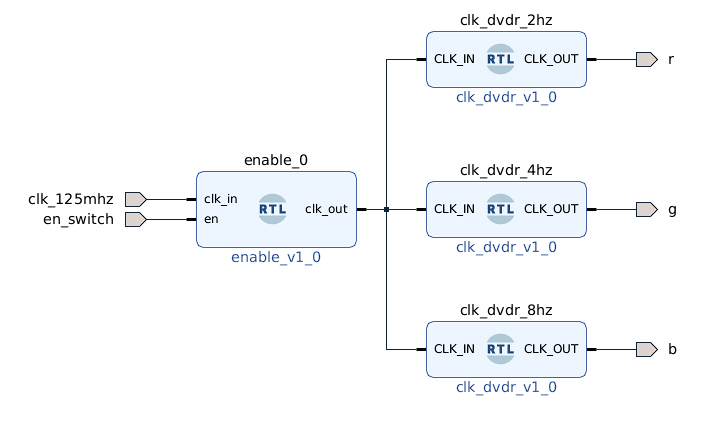 clk_dvdr_2hz
CLK_IN RTL CLK_OUT
r
clk_dvdr_v1_0
enable_0
clk_125mhz
en_switch
clk_in
en
RTL
clk_out
enable_v1_0
clk_dvdr_4hz
CLK_IN RTL CLK_OUT
g
clk_dvdr_v1_0
clk_dvdr_8hz
CLK_IN RTL CLK_OUT
b
clk_dvdr_v1_0